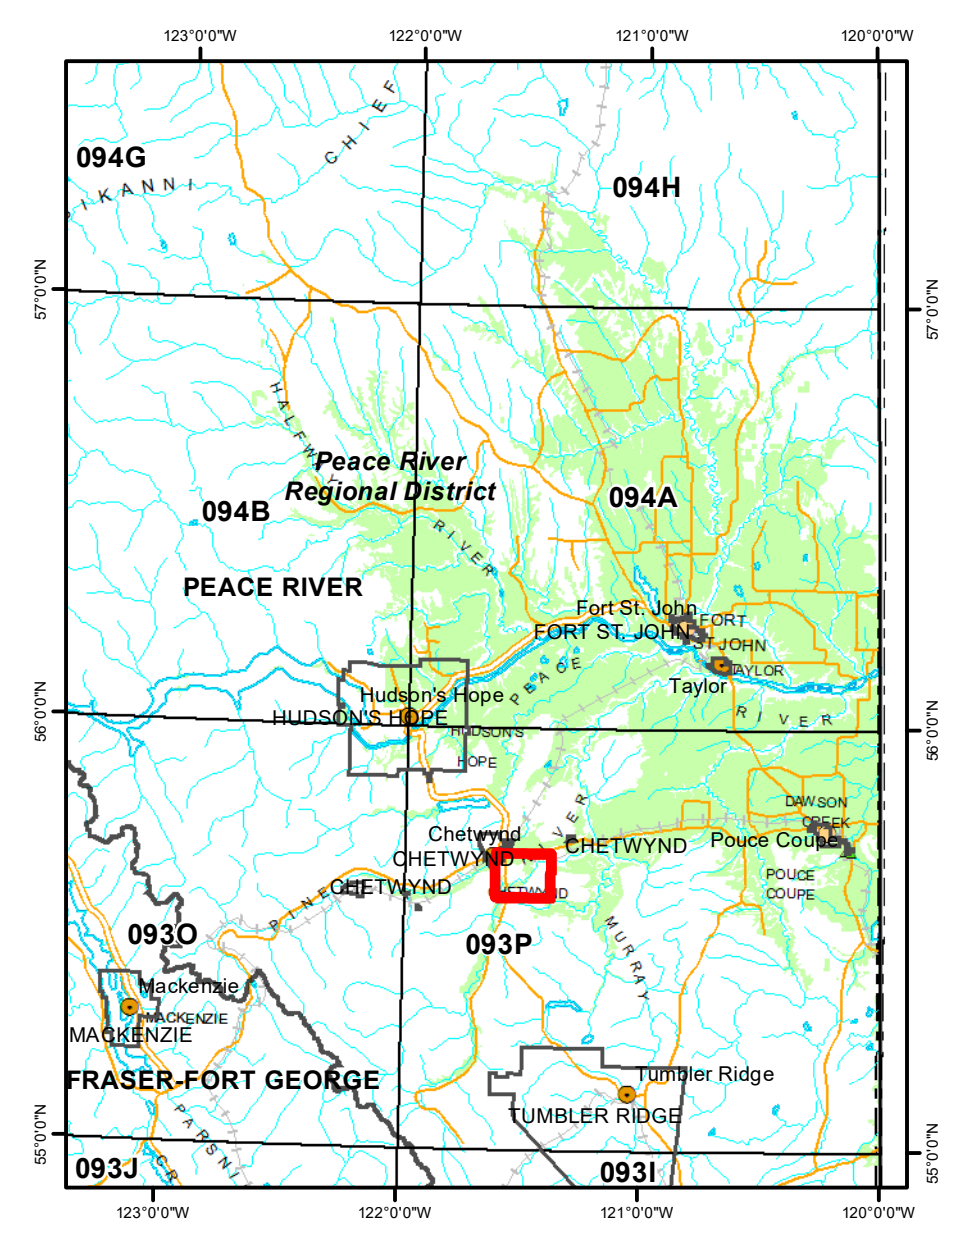 123°0'0"W 122°0'0"W 121°0'0"W 120°0'0"W
CHIEF
094G
IKANNI
094H
57°0'0"N
57°0'0"N
HALFWAY
Peace River
Regional District
094B
094A
RIVER
PEACE RIVER
Fort St. John
FORT
FORT ST. JOHN
ST JOHN
PEACE
TAYLOR
Taylor
Hudson's Hope
HUDSON'S HOPE
RIVER
56°0'0"N
56°0'0"N
HUDSON'S
HOPE
DAWSON
CREEK
RIVER
Chetwynd
CHETWYND
Pouce Coupe
CHETWYND
CHETWYND
POUCE
COUPE
HETWYND
PINE
093O
093P
MURRAY
Mackenzie
MACKENZIE
MACKENZIE
Tumbler Ridge
FRASER-FORT GEORGE
TUMBLER RIDGE
PARSNI
55°0'0"N
55°0'0"N
CR
093J
093I
123°0'0"W 122°0'0"W 121°0'0"W 120°0'0"W